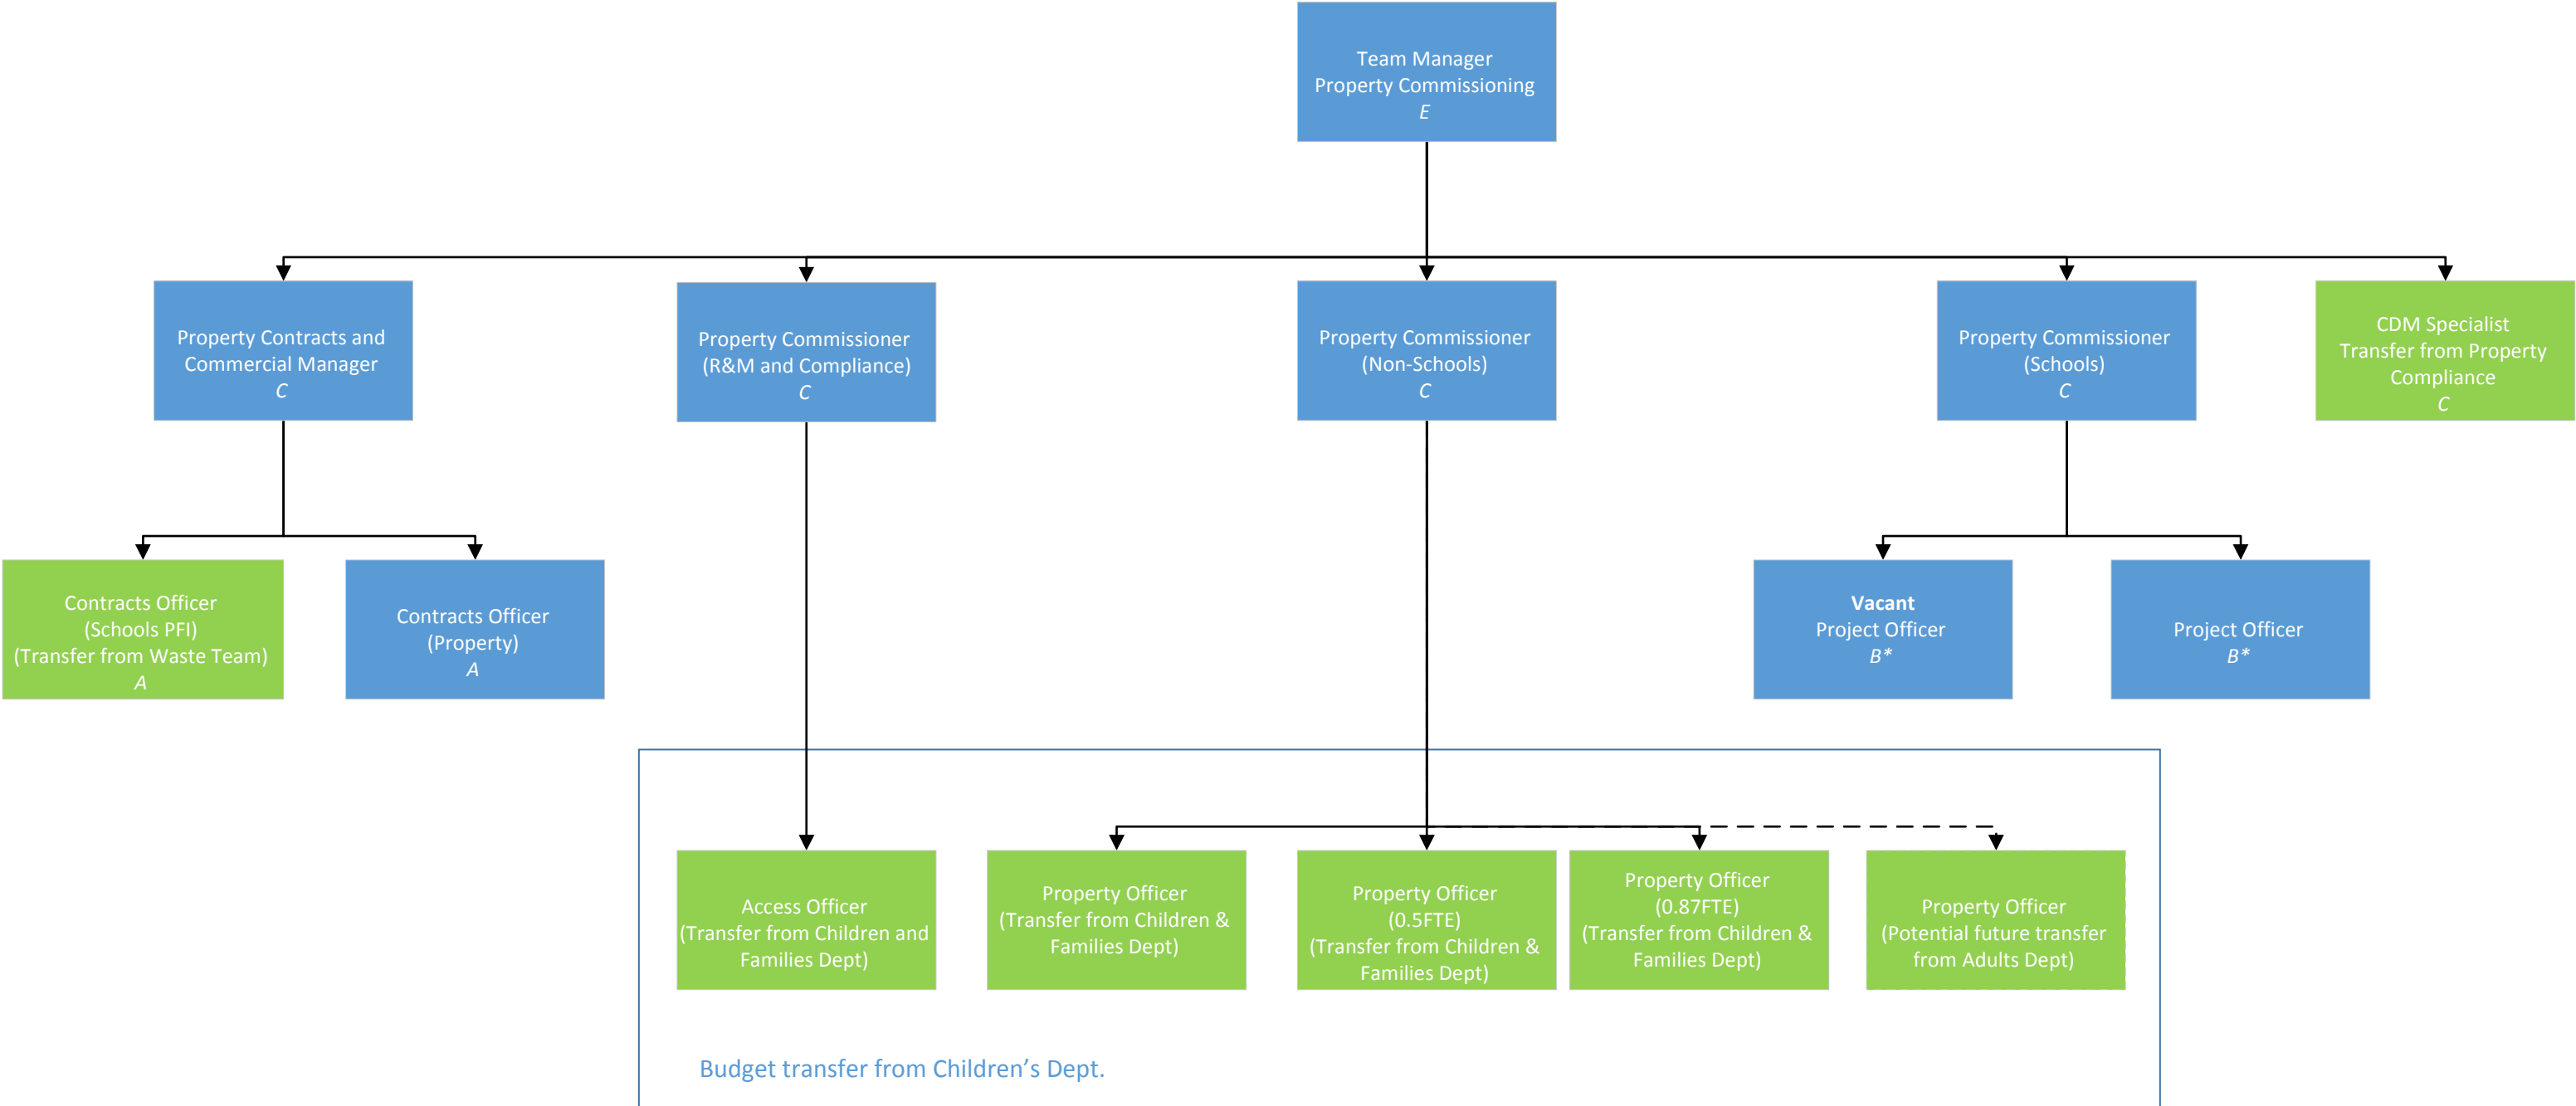 Team Manager
Property Commissioning
E
Property Contracts and
Commercial Manager
C
Property Commissioner
(R&M and Compliance)
C
Property Commissioner
(Non-Schools)
C
Property Commissioner
(Schools)
C
CDM Specialist
Transfer from Property
Compliance
C
Contracts Officer
(Schools PFI)
(Transfer from Waste Team)
A
Contracts Officer
(Property)
A
Vacant
Project Officer
B*
Project Officer
B*
Access Officer
(Transfer from Children and
Families Dept)
Property Officer
(Transfer from Children &
Families Dept)
Property Officer
(0.5FTE)
(Transfer from Children &
Families Dept)
Property Officer
(0.87FTE)
(Transfer from Children &
Families Dept)
Property Officer
(Potential future transfer
from Adults Dept)
Budget transfer from Children’s Dept.